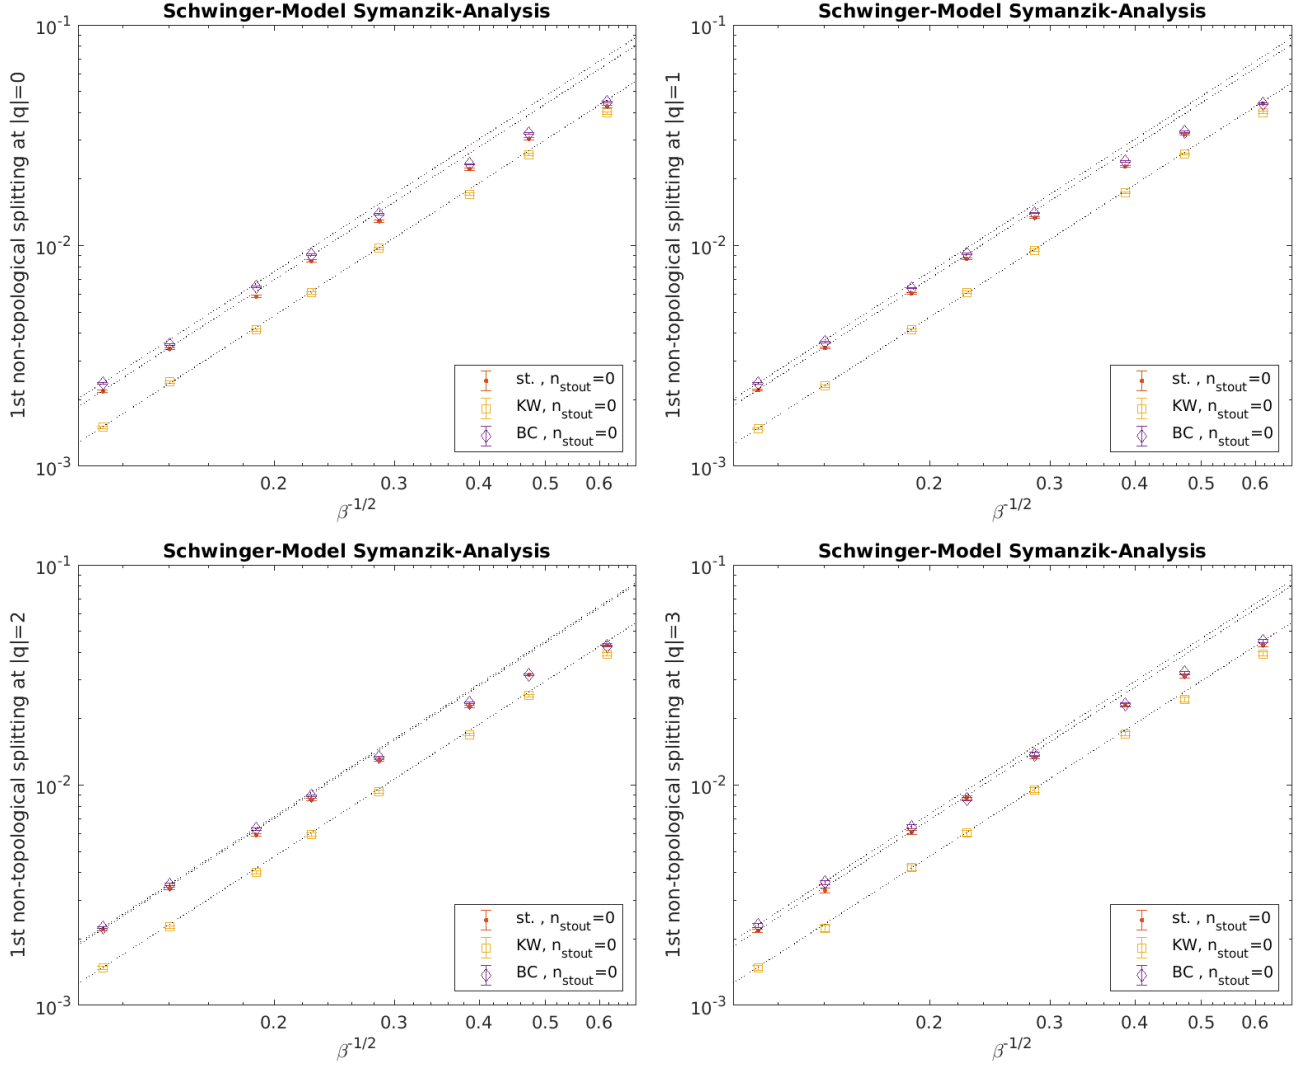 Schwinger-Model Symanzik-Analysis
10⁻¹
10⁻²
10⁻³
1st non-topological splitting at |q|=0
0.2 0.3 0.4 0.5 0.6
β⁻¹/²
st. , n_stout=0
KW, n_stout=0
BC , n_stout=0
Schwinger-Model Symanzik-Analysis
10⁻¹
10⁻²
10⁻³
1st non-topological splitting at |q|=1
0.2 0.3 0.4 0.5 0.6
β⁻¹/²
st. , n_stout=0
KW, n_stout=0
BC , n_stout=0
Schwinger-Model Symanzik-Analysis
10⁻¹
10⁻²
10⁻³
1st non-topological splitting at |q|=2
0.2 0.3 0.4 0.5 0.6
β⁻¹/²
st. , n_stout=0
KW, n_stout=0
BC , n_stout=0
Schwinger-Model Symanzik-Analysis
10⁻¹
10⁻²
10⁻³
1st non-topological splitting at |q|=3
0.2 0.3 0.4 0.5 0.6
β⁻¹/²
st. , n_stout=0
KW, n_stout=0
BC , n_stout=0